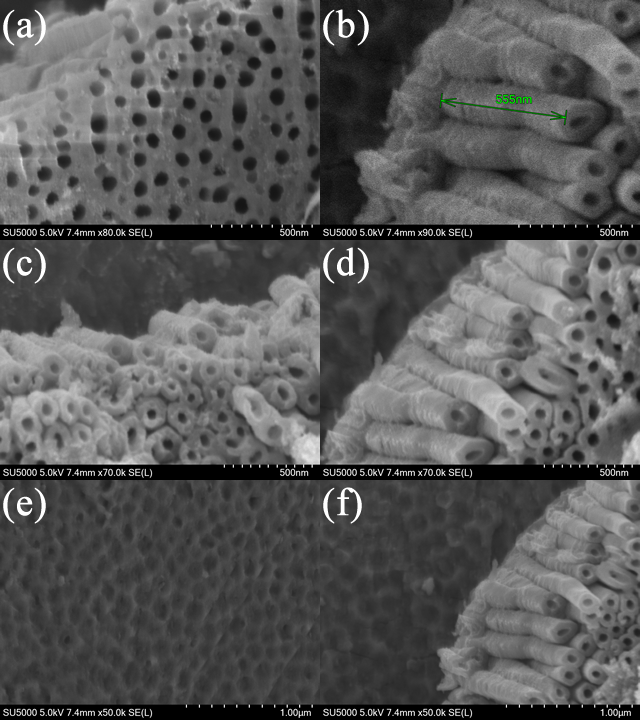 (a)
SU5000 5.0kV 7.4mm x80.0k SE(L) 500nm
(b)
555nm
SU5000 5.0kV 7.4mm x90.0k SE(L) 500nm
(c)
SU5000 5.0kV 7.4mm x70.0k SE(L) 500nm
(d)
SU5000 5.0kV 7.4mm x70.0k SE(L) 500nm
(e)
SU5000 5.0kV 7.4mm x50.0k SE(L) 1.00µm
(f)
SU5000 5.0kV 7.4mm x50.0k SE(L) 1.00µm